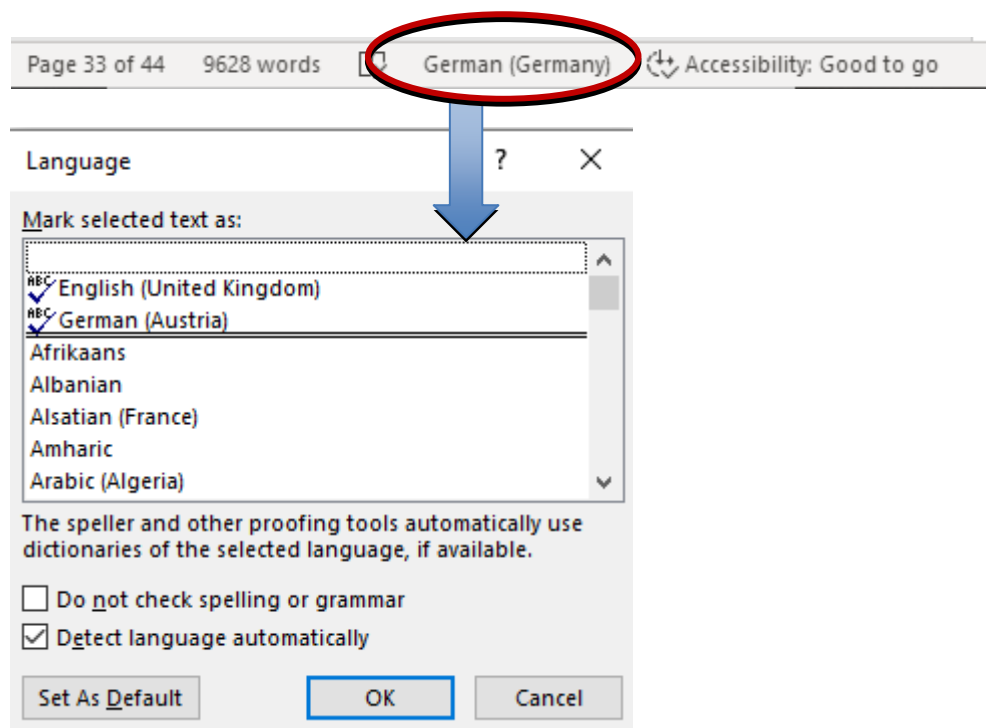 Page 33 of 44 9628 words German (Germany) Accessibility: Good to go
Language ? X
Mark selected text as:
ABC English (United Kingdom)
ABC German (Austria)
Afrikaans
Albanian
Alsatian (France)
Amharic
Arabic (Algeria)
The speller and other proofing tools automatically use
dictionaries of the selected language, if available.
Do not check spelling or grammar
Detect language automatically
Set As Default OK Cancel